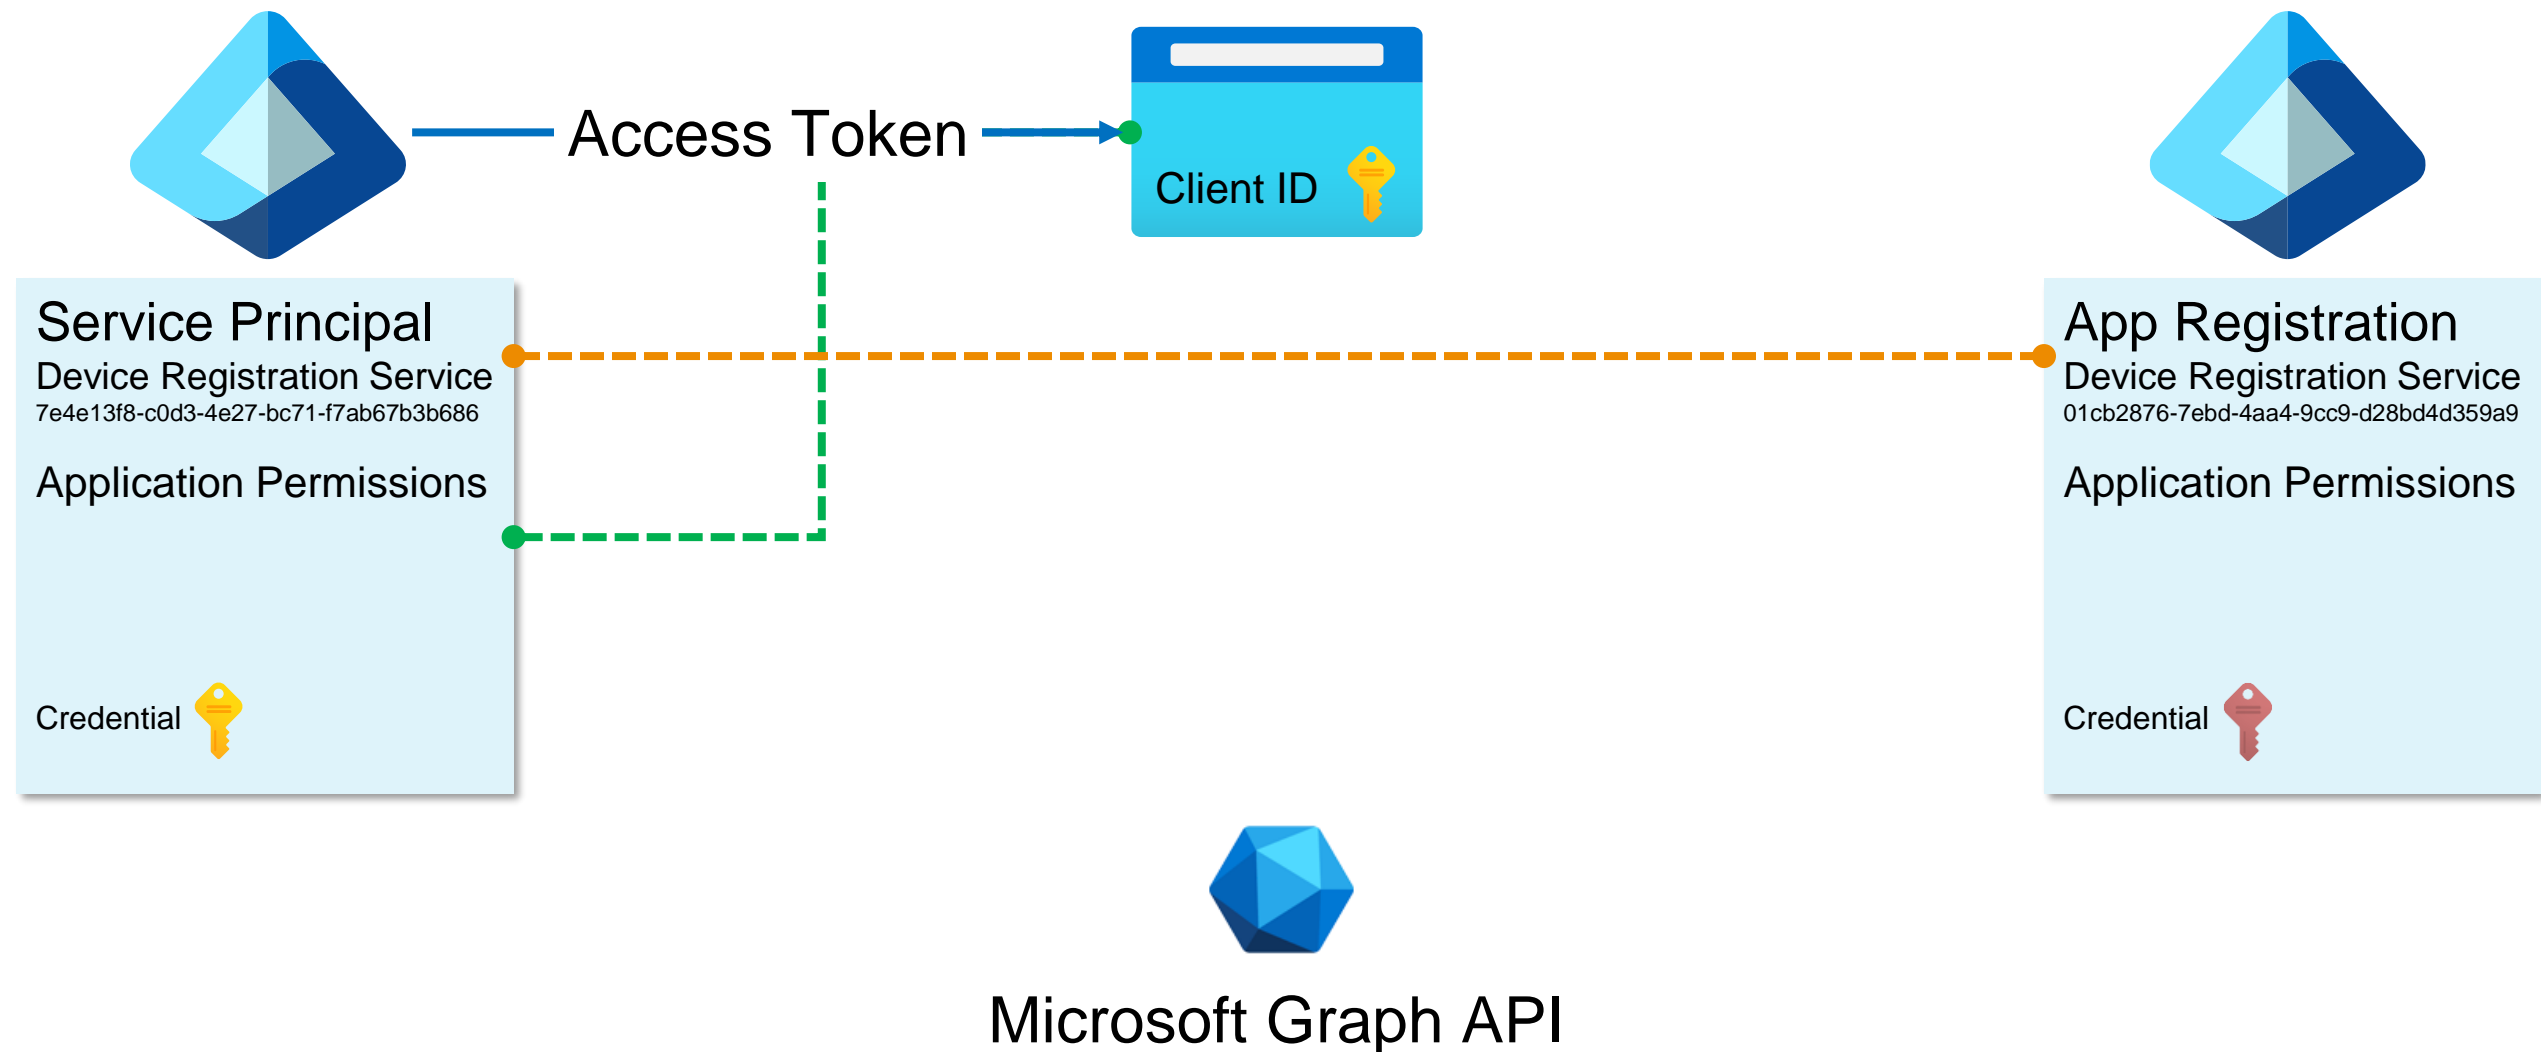 Access Token
Client ID
Service Principal
Device Registration Service
7e4e13f8-c0d3-4e27-bc71-f7ab67b3b686
Application Permissions
Credential
App Registration
Device Registration Service
01cb2876-7ebd-4aa4-9cc9-d28bd4d359a9
Application Permissions
Credential
Microsoft Graph API